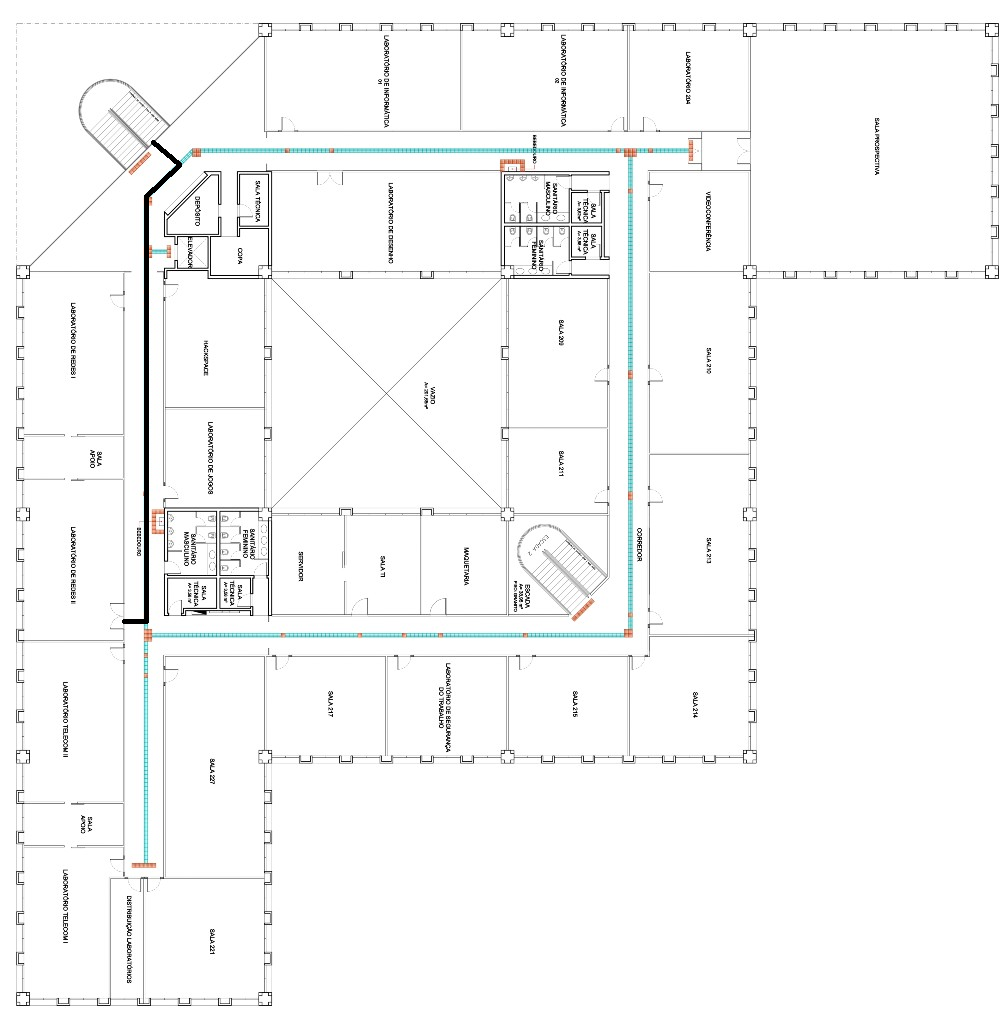 LABORATÓRIO DE INFORMÁTICA
01
LABORATÓRIO DE INFORMÁTICA
02
LABORATÓRIO 204
SALA PROSPECTIVA
BEBEDOURO
DEPÓSITO
SALA TÉCNICA
ELEVADOR
COPA
LABORATÓRIO DE DESENHO
SANITÁRIO
MASCULINO
SALA
TÉCNICA
SANITÁRIO
FEMININO
SALA
TÉCNICA
VIDEOCONFERÊNCIA
LABORATÓRIO DE REDES I
HACKSPACE
VAZIO
SALA 209
SALA 210
SALA
APOIO
LABORATÓRIO DE JOGOS
SALA 211
LABORATÓRIO DE REDES II
BEBEDOURO
SANITÁRIO
MASCULINO
SANITÁRIO
FEMININO
SALA
TÉCNICA
SALA
TÉCNICA
SERVIDOR
SALA TI
MAQUETARIA
ESCADA 2
ESCADA
CORREDOR
SALA 213
LABORATÓRIO TELECOM II
SALA 227
SALA 217
LABORATÓRIO DE SEGURANÇA
DO TRABALHO
SALA 215
SALA 214
SALA
APOIO
LABORATÓRIO TELECOM I
DISTRIBUIÇÃO LABORATÓRIOS
SALA 221